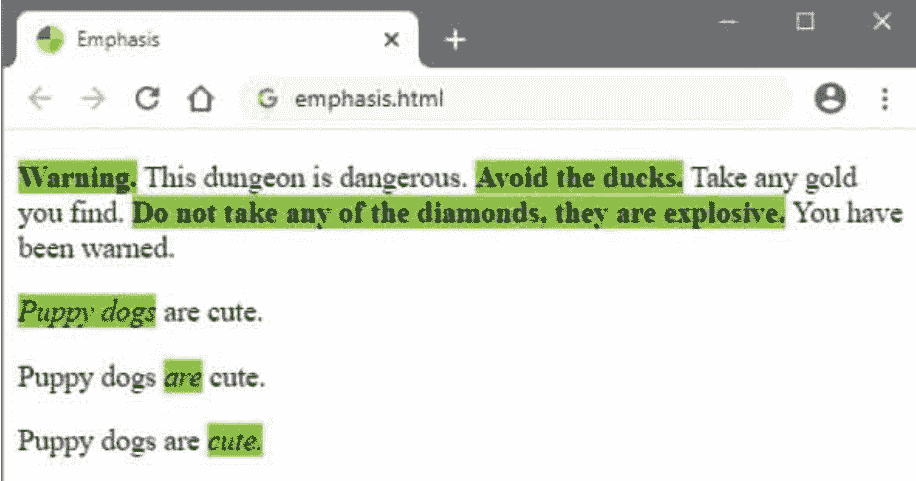 Emphasis
emphasis.html
Warning. This dungeon is dangerous. Avoid the ducks. Take any gold
you find. Do not take any of the diamonds, they are explosive. You have
been warned.
Puppy dogs are cute.
Puppy dogs are cute.
Puppy dogs are cute.